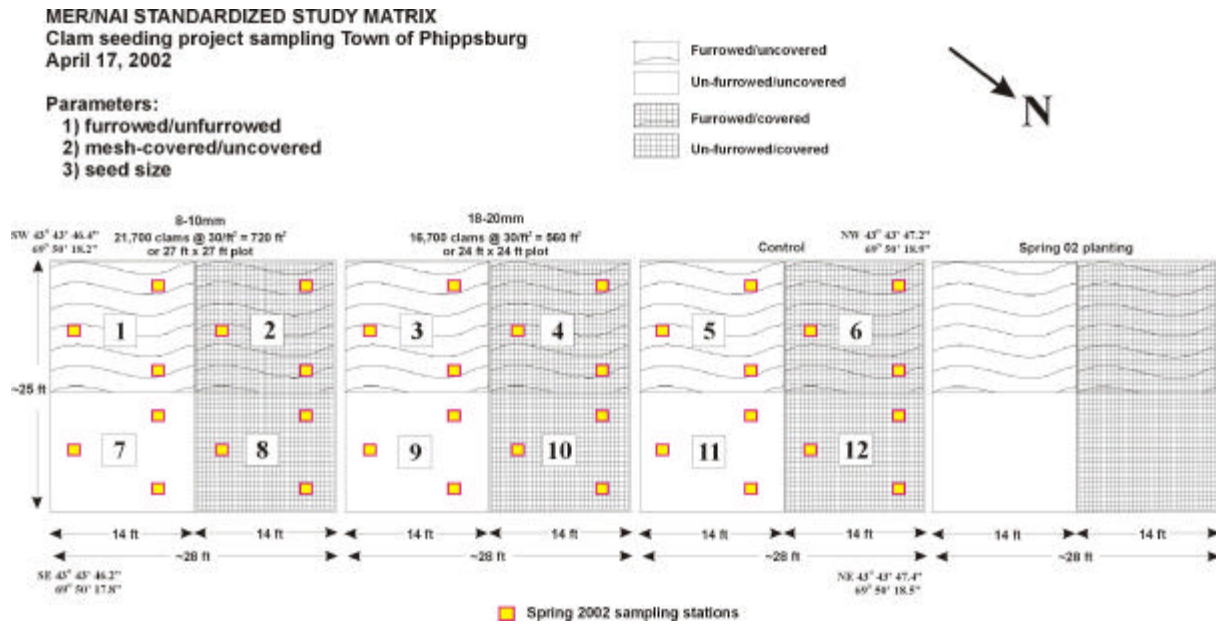 MER/NAI STANDARDIZED STUDY MATRIX
Clam seeding project sampling Town of Phippsburg
April 17, 2002
Parameters:
1) furrowed/unfurrowed
2) mesh-covered/uncovered
3) seed size
Furrowed/uncovered
Un-furrowed/uncovered
Furrowed/covered
Un-furrowed/covered
N
SW 43° 43' 46.4"
69° 50' 18.2"
8-10mm
21,700 clams @ 30/ft² = 720 ft²
or 27 ft x 27 ft plot
18-20mm
16,700 clams @ 30/ft² = 560 ft²
or 24 ft x 24 ft plot
Control
NW 43° 43' 47.2"
69° 50' 18.9"
Spring 02 planting
1
2
3
4
5
6
~25 ft
7
8
9
10
11
12
14 ft
14 ft
14 ft
14 ft
14 ft
14 ft
14 ft
14 ft
~28 ft
~28 ft
~28 ft
~28 ft
SE 43° 43' 46.2"
69° 50' 17.8"
NE 43° 43' 47.4"
69° 50' 18.5"
Spring 2002 sampling stations